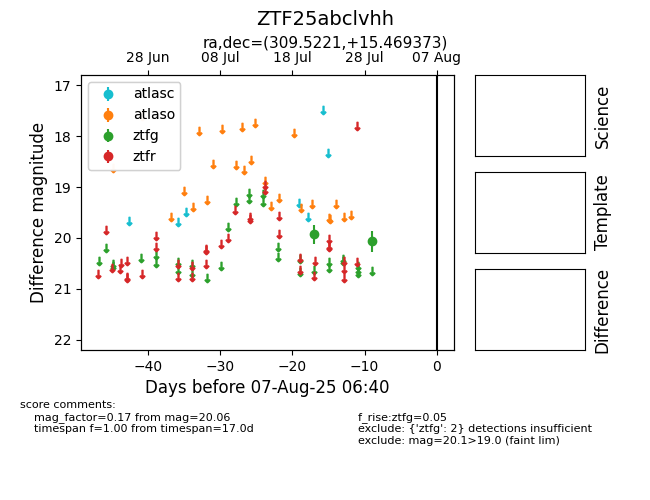 ZTF25abclvhh
ra,dec=(309.5221,+15.469373)
28 Jun 08 Jul 18 Jul 28 Jul 07 Aug
17
18
19
20
21
22
Difference magnitude
atlasc
atlaso
ztfg
ztfr
−40 −30 −20 −10 0
Days before 07-Aug-25 06:40
Science
Template
Difference
score comments:
mag_factor=0.17 from mag=20.06
timespan f=1.00 from timespan=17.0d
f_rise:ztfg=0.05
exclude: {'ztfg': 2} detections insufficient
exclude: mag=20.1>19.0 (faint lim)